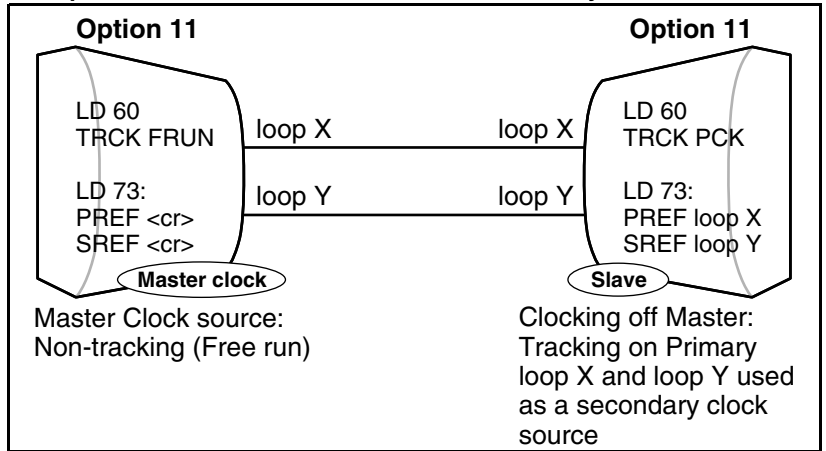 Option 11
Option 11
LD 60
TRCK FRUN
LD 73:
PREF <cr>
SREF <cr>
Master clock
loop X
loop X
loop Y
loop Y
LD 60
TRCK PCK
LD 73:
PREF loop X
SREF loop Y
Slave
Master Clock source:
Non-tracking (Free run)
Clocking off Master:
Tracking on Primary
loop X and loop Y used
as a secondary clock
source